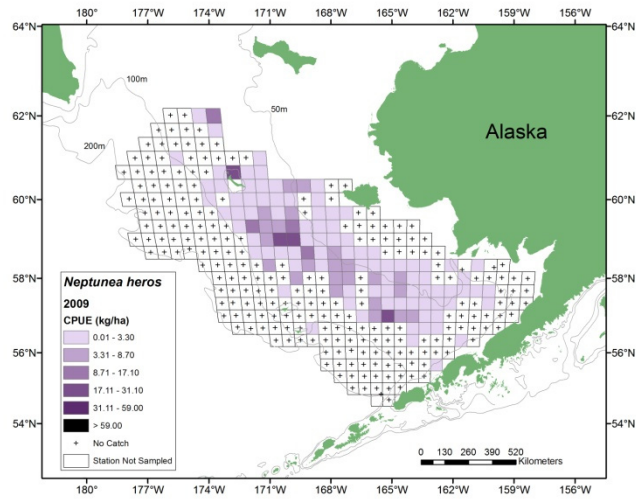 180° 177°W 174°W 171°W 168°W 165°W 162°W 159°W 156°W
64°N 64°N
100m
50m
62°N 62°N
200m
Alaska
60°N 60°N
58°N 58°N
56°N 56°N
54°N 54°N
Neptunea heros
2009
CPUE (kg/ha)
0.01 - 3.30
3.31 - 8.70
8.71 - 17.10
17.11 - 31.10
31.11 - 59.00
> 59.00
+ No Catch
Station Not Sampled
0 130 260 390 520
Kilometers
180° 177°W 174°W 171°W 168°W 165°W 162°W 159°W 156°W